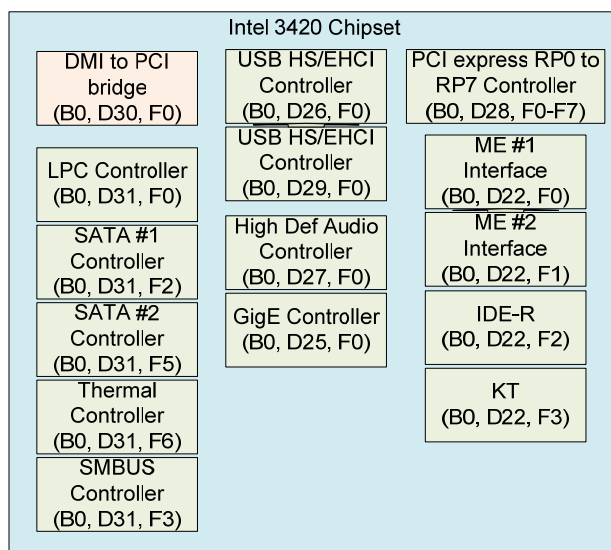 Intel 3420 Chipset
DMI to PCI
bridge
(B0, D30, F0)
LPC Controller
(B0, D31, F0)
SATA #1
Controller
(B0, D31, F2)
SATA #2
Controller
(B0, D31, F5)
Thermal
Controller
(B0, D31, F6)
SMBUS
Controller
(B0, D31, F3)
USB HS/EHCI
Controller
(B0, D26, F0)
USB HS/EHCI
Controller
(B0, D29, F0)
High Def Audio
Controller
(B0, D27, F0)
GigE Controller
(B0, D25, F0)
PCI express RP0 to
RP7 Controller
(B0, D28, F0-F7)
ME #1
Interface
(B0, D22, F0)
ME #2
Interface
(B0, D22, F1)
IDE-R
(B0, D22, F2)
KT
(B0, D22, F3)